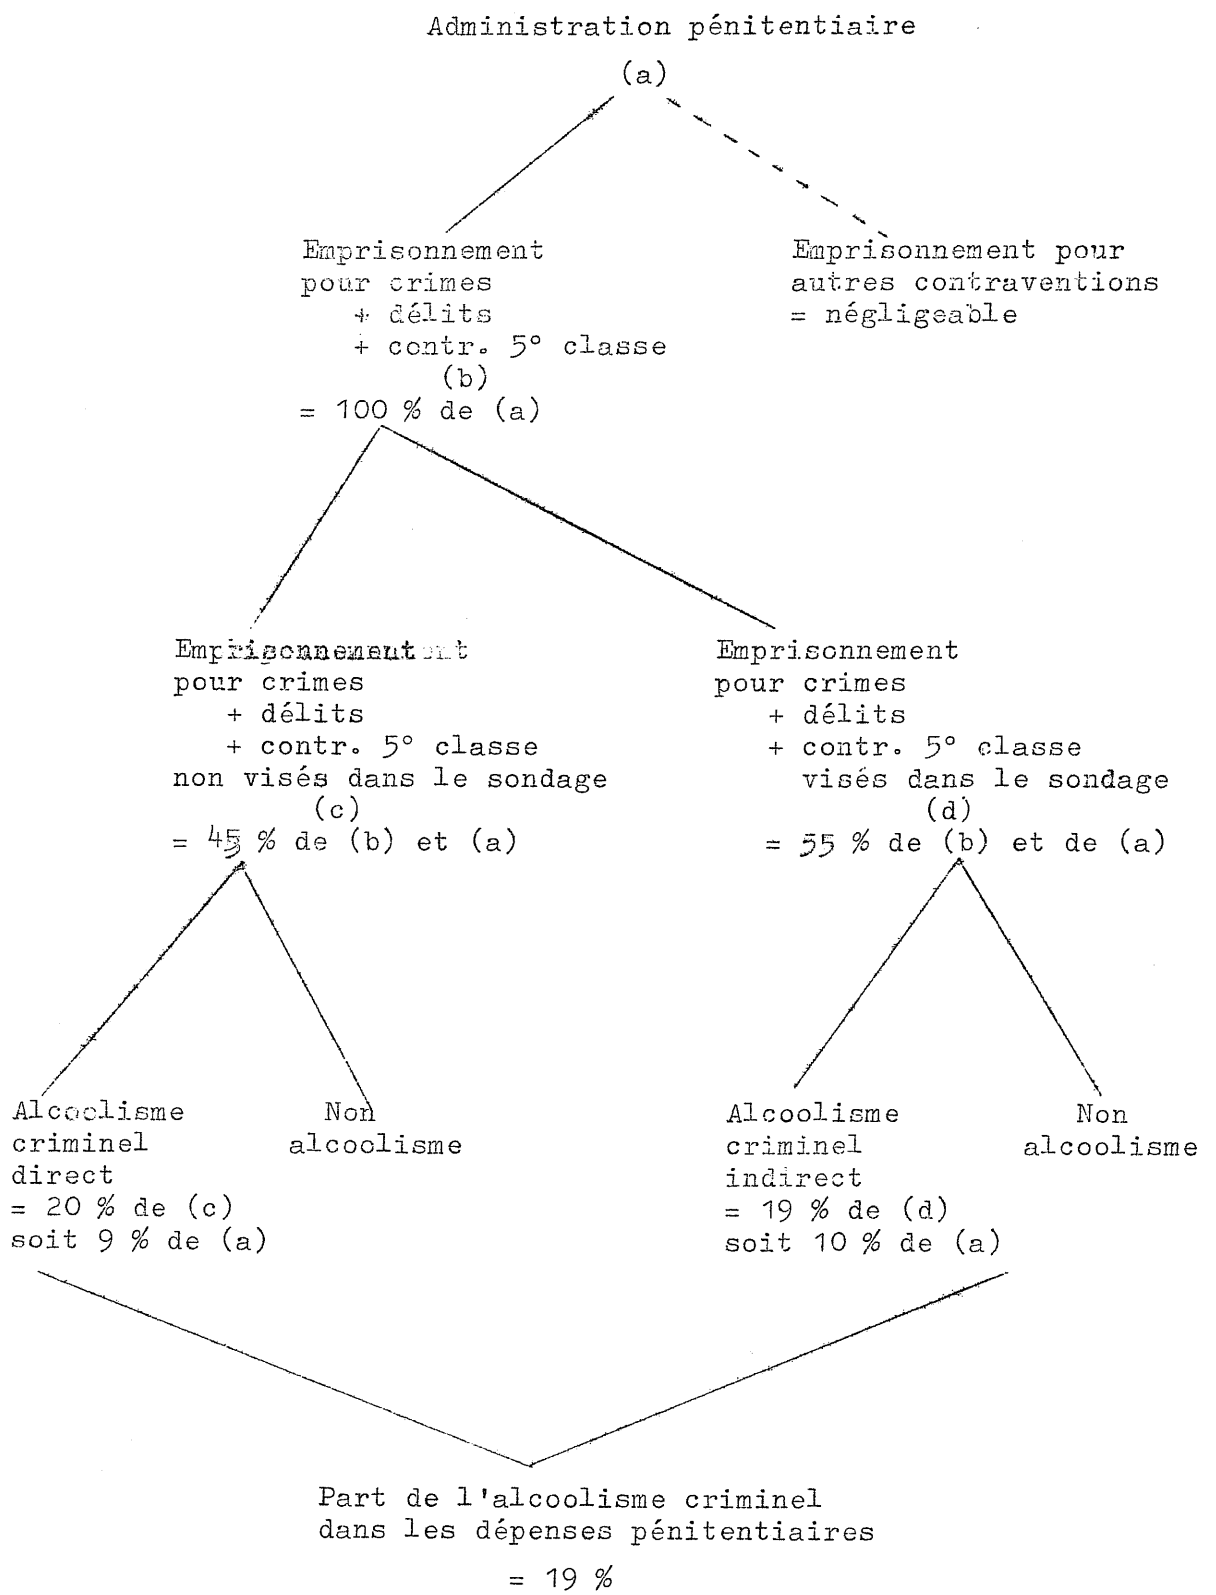 Administration pénitentiaire
(a)
Emprisonnement
pour crimes
+ délits
+ contr. 5° classe
(b)
= 100 % de (a)
Emprisonnement pour
autres contraventions
= négligeable
Emprisonnement
pour crimes
+ délits
+ contr. 5° classe
non visés dans le sondage
(c)
= 45 % de (b) et (a)
Emprisonnement
pour crimes
+ délits
+ contr. 5° classe
visés dans le sondage
(d)
= 55 % de (b) et de (a)
Alcoolisme
criminel
direct
= 20 % de (c)
soit 9 % de (a)
Non
alcoolisme
Alcoolisme
criminel
indirect
= 19 % de (d)
soit 10 % de (a)
Non
alcoolisme
Part de l'alcoolisme criminel
dans les dépenses pénitentiaires
= 19 %